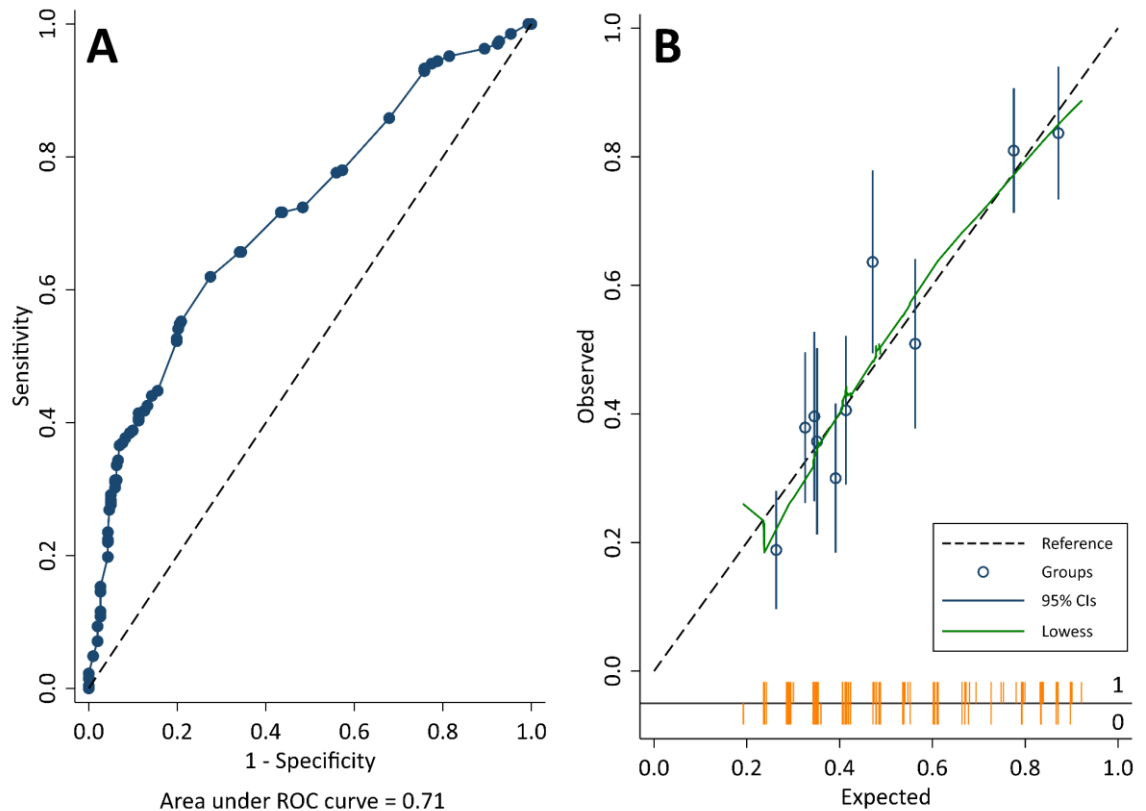 A
Sensitivity
1.0
0.8
0.6
0.4
0.2
0.0
0.0 0.2 0.4 0.6 0.8 1.0
1 - Specificity
Area under ROC curve = 0.71
B
Observed
1.0
0.8
0.6
0.4
0.2
0.0
Reference
Groups
95% CIs
Lowess
1
0
0.0 0.2 0.4 0.6 0.8 1.0
Expected